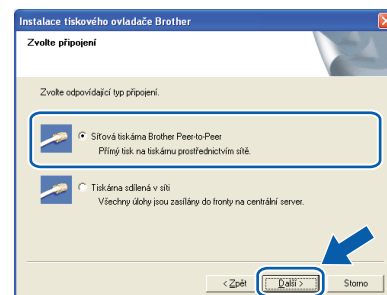 Instalace tiskového ovladače Brother
Zvolte připojení
Zvolte odpovídající typ připojení.
Síťová tiskárna Brother Peer-to-Peer
Přímý tisk na tiskárnu prostřednictvím sítě.
Tiskárna sdílená v síti
Všechny úlohy jsou zasílány do fronty na centrální server.
< Zpět
Další >
Storno